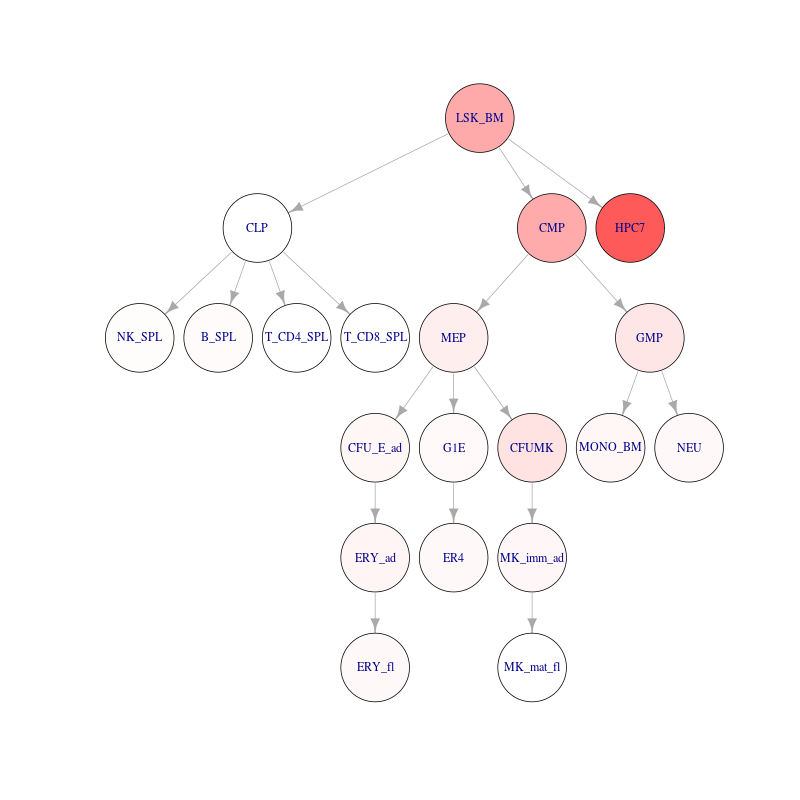 LSK_BM
CLP
CMP
HPC7
NK_SPL
B_SPL
T_CD4_SPL
T_CD8_SPL
MEP
GMP
CFU_E_ad
G1E
CFUMK
MONO_BM
NEU
ERY_ad
ER4
MK_imm_ad
ERY_fl
MK_mat_fl